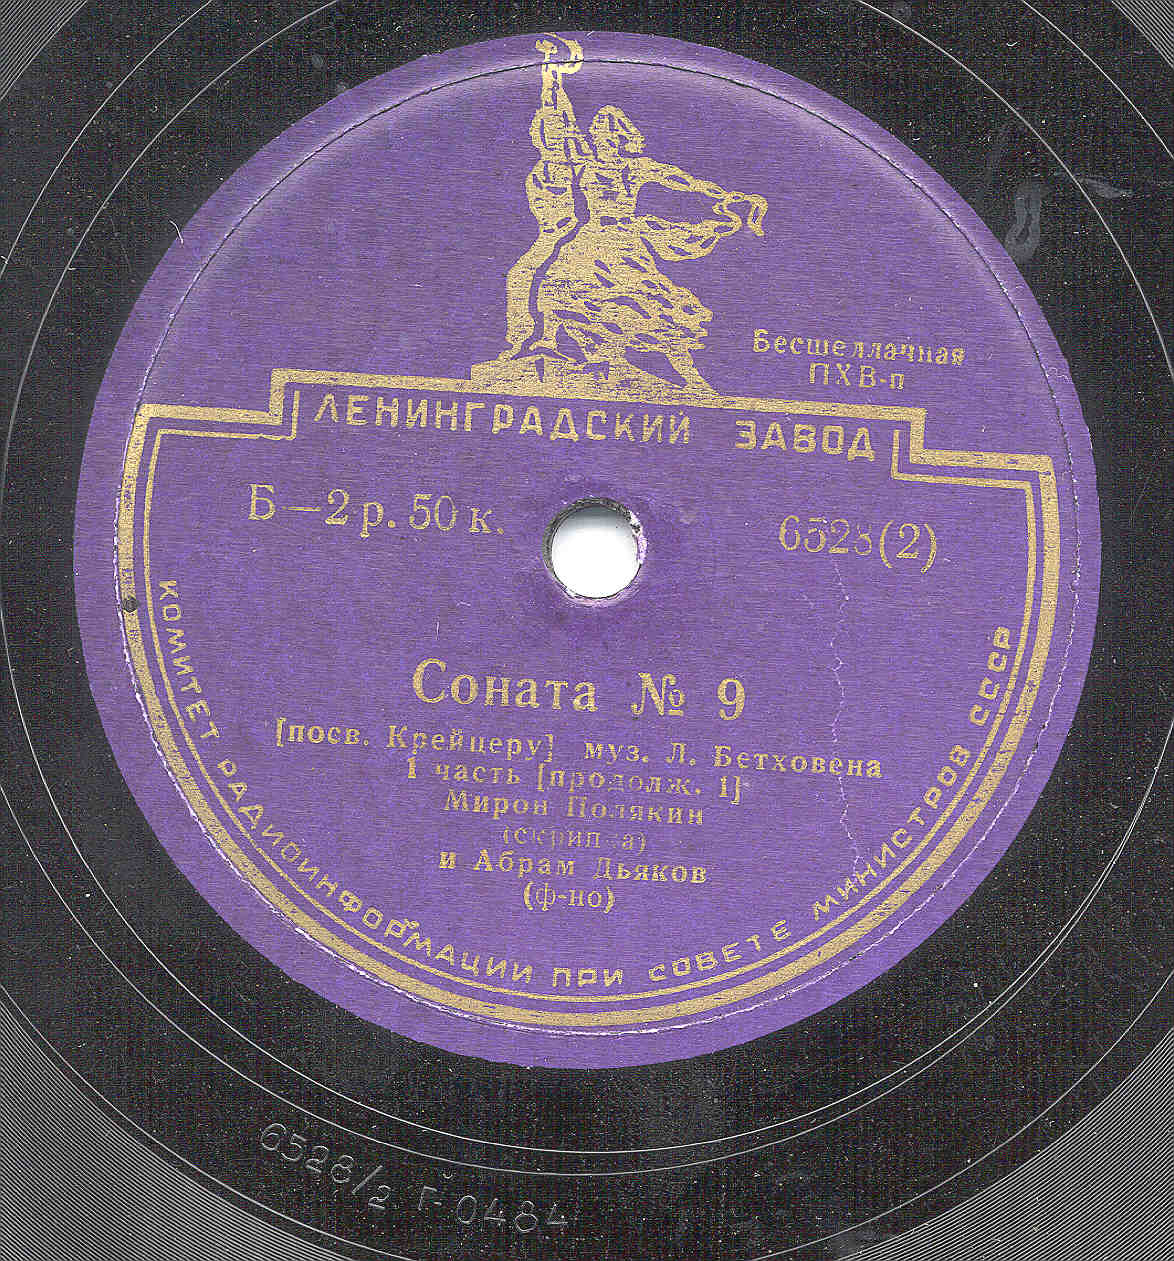 Бесшеллачная
ПХВ-п
ЛЕНИНГРАДСКИЙ ЗАВОД
Б—2р. 50 к.
6528(2)
Соната № 9
[посв. Крейцеру] муз. Л. Бетховена
1 часть [продолж. 1]
Мирон Полякин
(скрипка)
и Абрам Дьяков
(ф-но)
КОМИТЕТ РАДИОИНФОРМАЦИИ ПРИ СОВЕТЕ МИНИСТРОВ СССР
6528/2 Г-0484